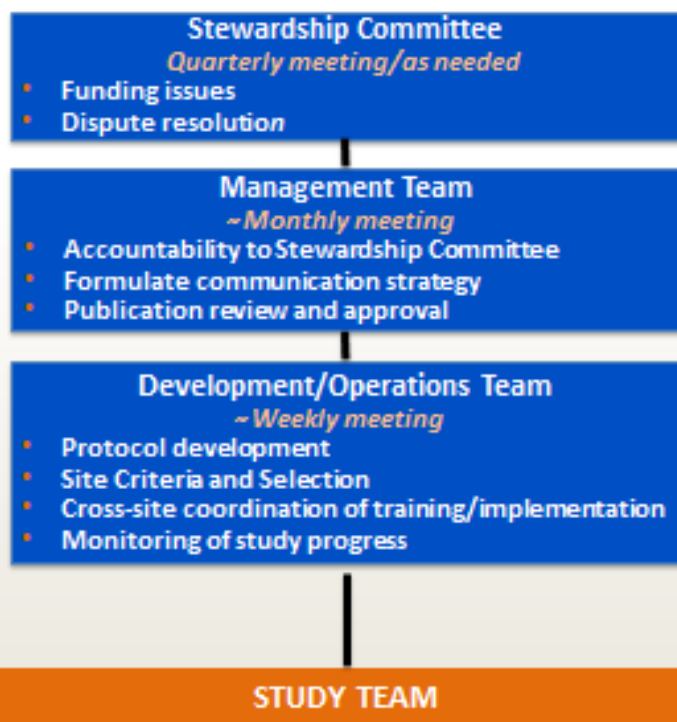 Stewardship Committee
Quarterly meeting/as needed
• Funding issues
• Dispute resolution
Management Team
~Monthly meeting
• Accountability to Stewardship Committee
• Formulate communication strategy
• Publication review and approval
Development/Operations Team
~Weekly meeting
• Protocol development
• Site Criteria and Selection
• Cross-site coordination of training/implementation
• Monitoring of study progress
STUDY TEAM